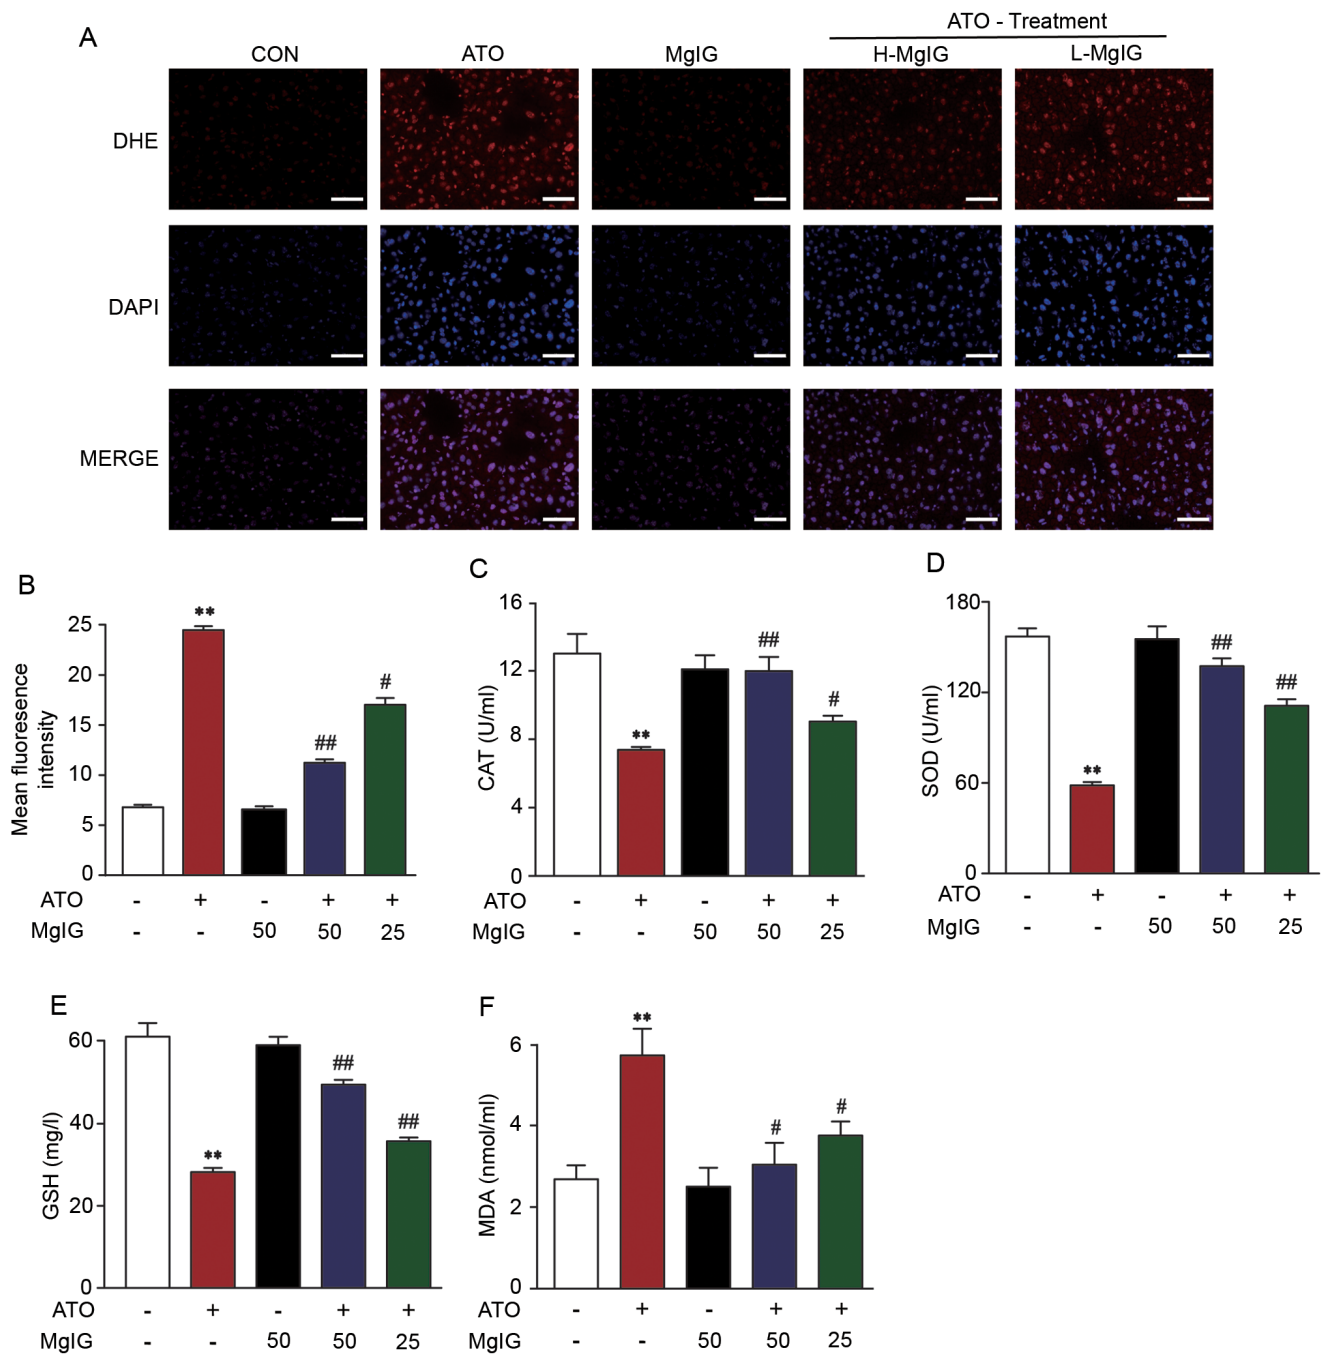 A
ATO - Treatment
CON ATO MgIG H-MgIG L-MgIG
DHE
DAPI
MERGE
B
Mean fluoresence
intensity
25
20
15
10
5
0
**
##
#
ATO - + - + +
MgIG - - 50 50 25
C
CAT (U/ml)
16
12
8
4
0
**
##
#
ATO - + - + +
MgIG - - 50 50 25
D
SOD (U/ml)
180
120
60
0
**
##
##
ATO - + - + +
MgIG - - 50 50 25
E
GSH (mg/l)
60
40
20
0
**
##
##
ATO - + - + +
MgIG - - 50 50 25
F
MDA (nmol/ml)
6
4
2
0
**
#
#
ATO - + - + +
MgIG - - 50 50 25